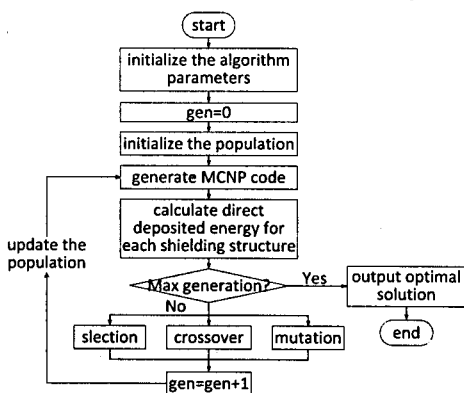 start
initialize the algorithm
parameters
gen=0
initialize the population
generate MCNP code
calculate direct
deposited energy for
each shielding structure
update the
population
Max generation?
Yes
output optimal
solution
No
end
slection
crossover
mutation
gen=gen+1